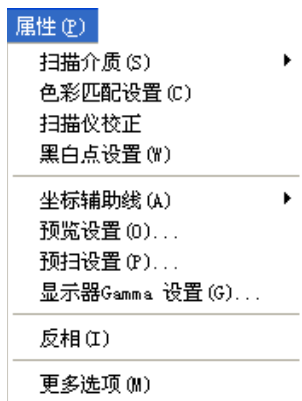 属性(P)
扫描介质(S)
色彩匹配设置(C)
扫描仪校正
黑白点设置(W)
坐标辅助线(A)
预览设置(O)...
预扫设置(P)...
显示器Gamma 设置(G)...
反相(I)
更多选项(M)